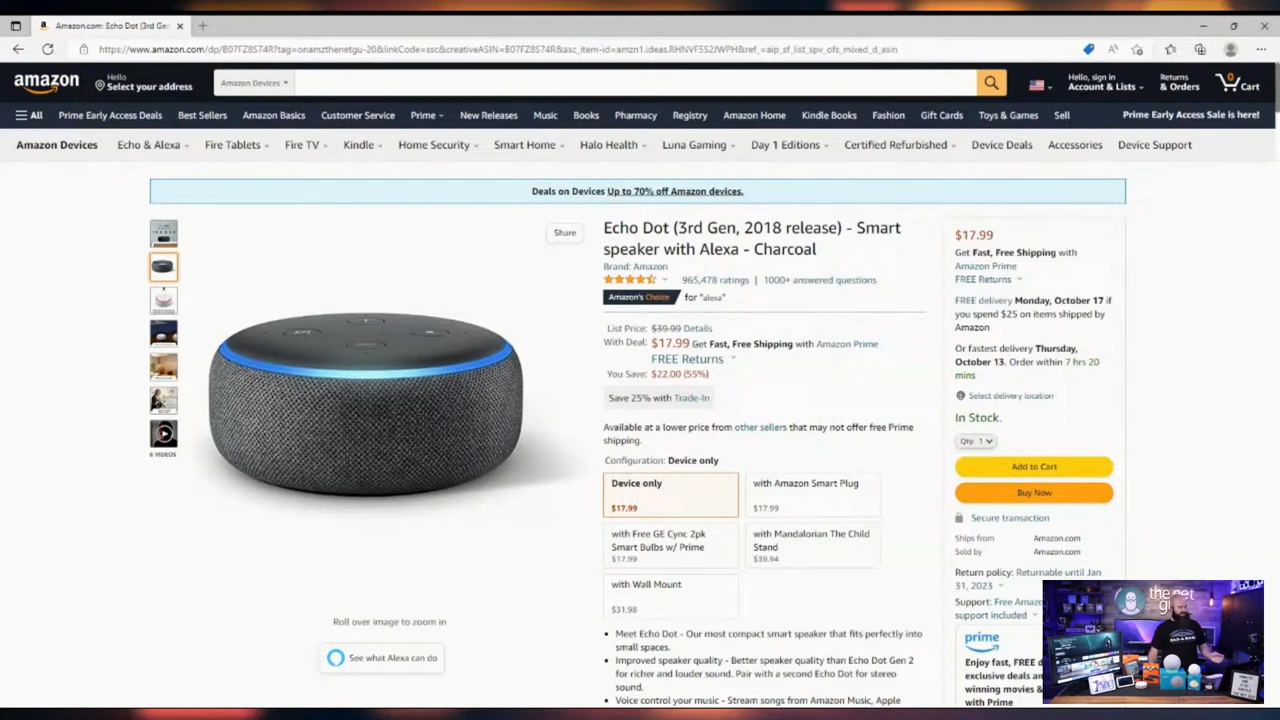 Amazon.com: Echo Dot (3rd Ge
https://www.amazon.com/dp/B07FZ8S74R?tag=onamzthenetgu-20&linkCode=ssc&creativeASIN=B07FZ8S74R&asc_item-id=amzn1.ideas.RHNVF5S2JWPH&ref_=aip_sf_list_spv_ofs_mixed_d_asin
amazon
Hello
Select your address
Amazon Devices
Hello, sign in
Account & Lists
Returns
& Orders
0
Cart
All Prime Early Access Deals Best Sellers Amazon Basics Customer Service Prime New Releases Music Books Pharmacy Registry Amazon Home Kindle Books Fashion Gift Cards Toys & Games Sell Prime Early Access Sale is here!
Amazon Devices Echo & Alexa Fire Tablets Fire TV Kindle Home Security Smart Home Halo Health Luna Gaming Day 1 Editions Certified Refurbished Device Deals Accessories Device Support
Deals on Devices Up to 70% off Amazon devices.
6 VIDEOS
Share
Roll over image to zoom in
See what Alexa can do
Echo Dot (3rd Gen, 2018 release) - Smart
speaker with Alexa - Charcoal
Brand: Amazon
965,478 ratings | 1000+ answered questions
Amazon's Choice for "alexa"
List Price: $39.99 Details
With Deal: $17.99 Get Fast, Free Shipping with Amazon Prime
FREE Returns
You Save: $22.00 (55%)
Save 25% with Trade-In
Available at a lower price from other sellers that may not offer free Prime
shipping.
Configuration: Device only
Device only
$17.99
with Amazon Smart Plug
$17.99
with Free GE Cync 2pk
Smart Bulbs w/ Prime
$17.99
with Mandalorian The Child
Stand
$39.94
with Wall Mount
$31.98
• Meet Echo Dot - Our most compact smart speaker that fits perfectly into
small spaces.
• Improved speaker quality - Better speaker quality than Echo Dot Gen 2
for richer and louder sound. Pair with a second Echo Dot for stereo
sound.
• Voice control your music - Stream songs from Amazon Music, Apple
$17.99
Get Fast, Free Shipping with
Amazon Prime
FREE Returns
FREE delivery Monday, October 17 if
you spend $25 on items shipped by
Amazon
Or fastest delivery Thursday,
October 13. Order within 7 hrs 20
mins
Select delivery location
In Stock.
Qty: 1
Add to Cart
Buy Now
Secure transaction
Ships from Amazon.com
Sold by Amazon.com
Return policy: Returnable until Jan
31, 2023
Support: Free Amazo
support included
prime
Enjoy fast, FREE d
exclusive deals an
winning movies &
with Prime
the net
gu